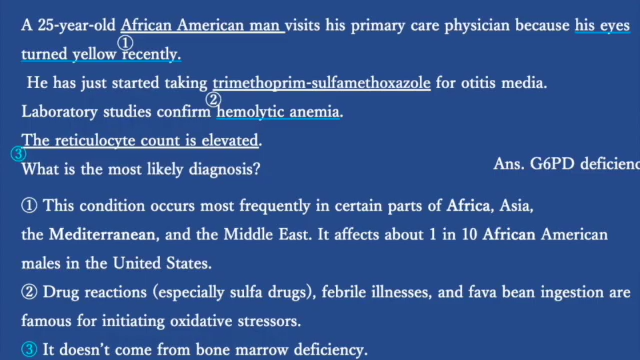 A 25-year-old African American man visits his primary care physician because his eyes
①
turned yellow recently.
He has just started taking trimethoprim-sulfamethoxazole for otitis media.
②
Laboratory studies confirm hemolytic anemia.
The reticulocyte count is elevated.
③
What is the most likely diagnosis?
Ans. G6PD deficienc
① This condition occurs most frequently in certain parts of Africa, Asia,
the Mediterranean, and the Middle East. It affects about 1 in 10 African American
males in the United States.
② Drug reactions (especially sulfa drugs), febrile illnesses, and fava bean ingestion are
famous for initiating oxidative stressors.
③ It doesn't come from bone marrow deficiency.